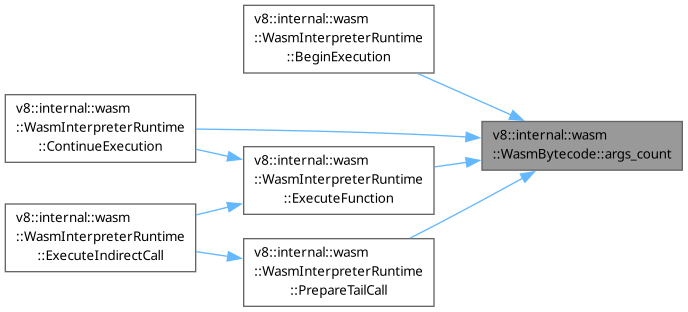 v8::internal::wasm
::WasmInterpreterRuntime
::BeginExecution
v8::internal::wasm
::WasmInterpreterRuntime
::ContinueExecution
v8::internal::wasm
::WasmBytecode::args_count
v8::internal::wasm
::WasmInterpreterRuntime
::ExecuteFunction
v8::internal::wasm
::WasmInterpreterRuntime
::ExecuteIndirectCall
v8::internal::wasm
::WasmInterpreterRuntime
::PrepareTailCall